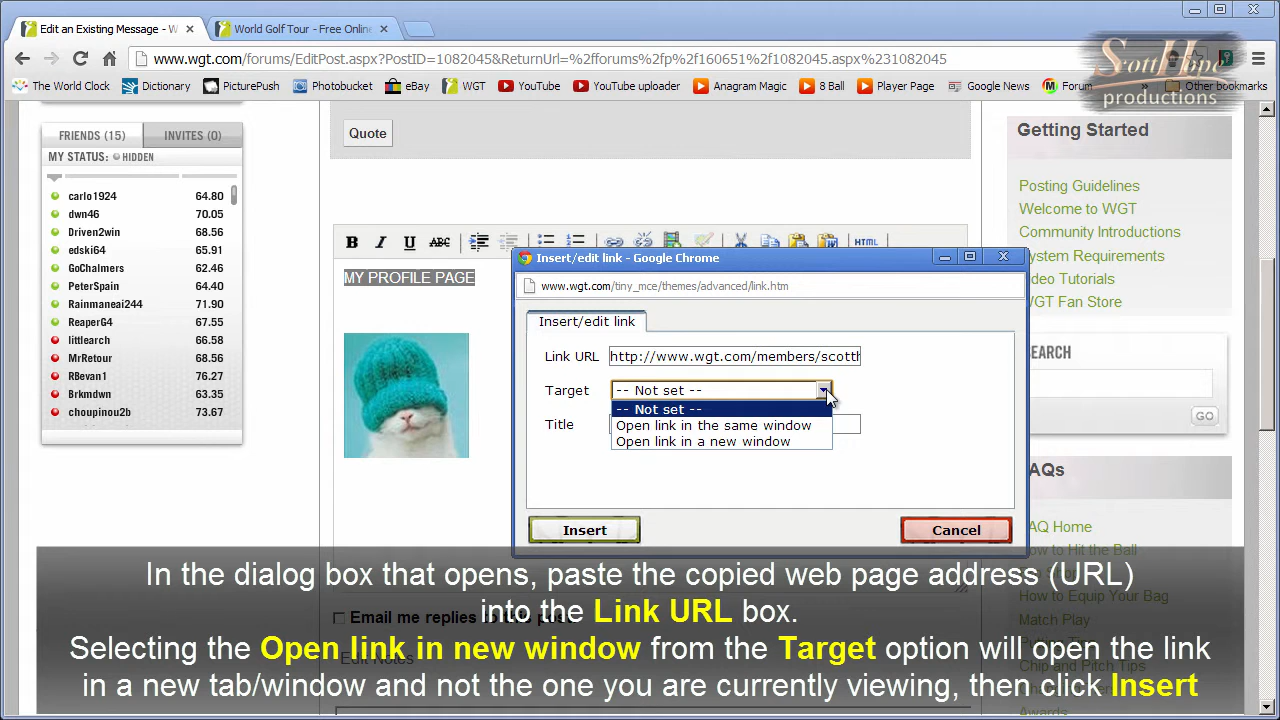 Edit an Existing Message - W
World Golf Tour - Free Online
www.wgt.com/forums/EditPost.aspx?PostID=1082045&ReturnUrl=%2fforums%2fp%2f160651%2f1082045.aspx%231082045
The World Clock
Dictionary
PicturePush
Photobucket
eBay
WGT
YouTube
YouTube uploader
Anagram Magic
8 Ball
Player Page
Google News
Forum
»
Other bookmarks
Scott Hope
productions
FRIENDS (15)
INVITES (0)
MY STATUS: HIDDEN
carlo1924 64.80
dwn46 70.05
Driven2win 68.56
edski64 65.91
GoChalmers 62.46
PeterSpain 64.40
Rainmaneai244 71.90
ReaperG4 67.55
littlearch 68.58
MrRetour 68.56
RBevan1 76.27
Brkmdwn 63.35
choupinou2b 73.67
Quote
B I U ABC HTML
MY PROFILE PAGE
Insert/edit link - Google Chrome
www.wgt.com/tiny_mce/themes/advanced/link.htm
Insert/edit link
Link URL http://www.wgt.com/members/scotth
Target -- Not set --
-- Not set --
Open link in the same window
Open link in a new window
Title
Insert
Cancel
Getting Started
Posting Guidelines
Welcome to WGT
Community Conventions
System Requirements
Video Tutorials
WGT Fan Store
SEARCH
GO
FAQs
FAQ Home
How to Hit the Ball
How to Equip Your Bag
Match Play
Chip and Pitch Tips
Email me replies to this post
Edit Notes
In the dialog box that opens, paste the copied web page address (URL)
into the Link URL box.
Selecting the Open link in new window from the Target option will open the link
in a new tab/window and not the one you are currently viewing, then click Insert